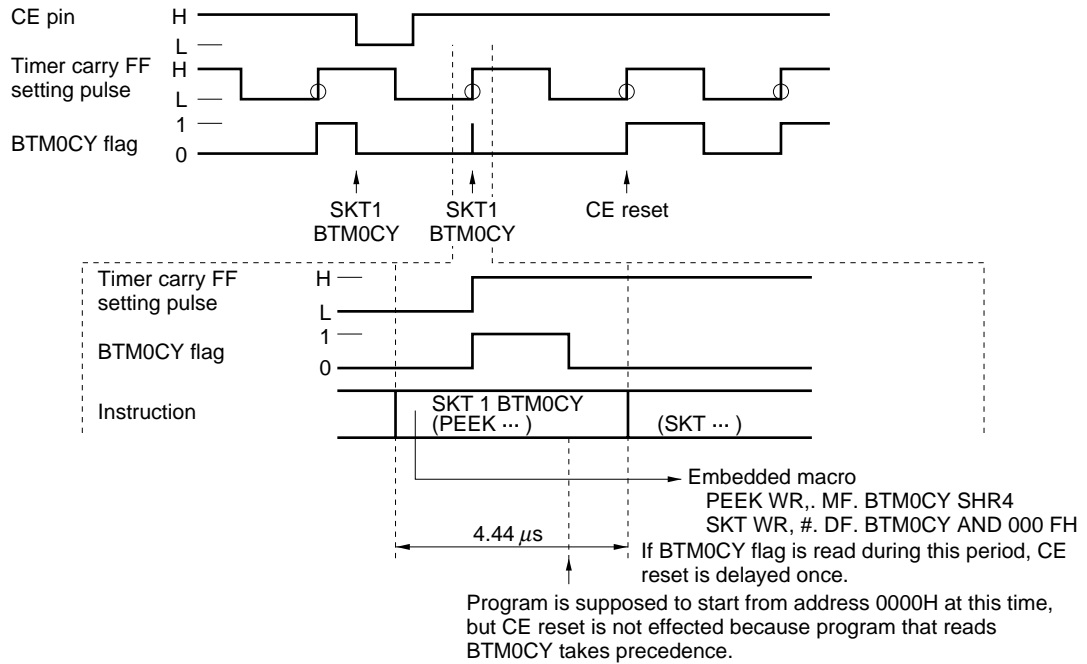 CE pin
H
L
Timer carry FF
setting pulse
H
L
BTM0CY flag
1
0
SKT1
BTM0CY
SKT1
BTM0CY
CE reset
Timer carry FF
setting pulse
H
L
BTM0CY flag
1
0
Instruction
SKT 1 BTM0CY
(PEEK ··· )
(SKT ··· )
Embedded macro
PEEK WR,. MF. BTM0CY SHR4
SKT WR, #. DF. BTM0CY AND 000 FH
4.44 μs
If BTM0CY flag is read during this period, CE
reset is delayed once.
Program is supposed to start from address 0000H at this time,
but CE reset is not effected because program that reads
BTM0CY takes precedence.